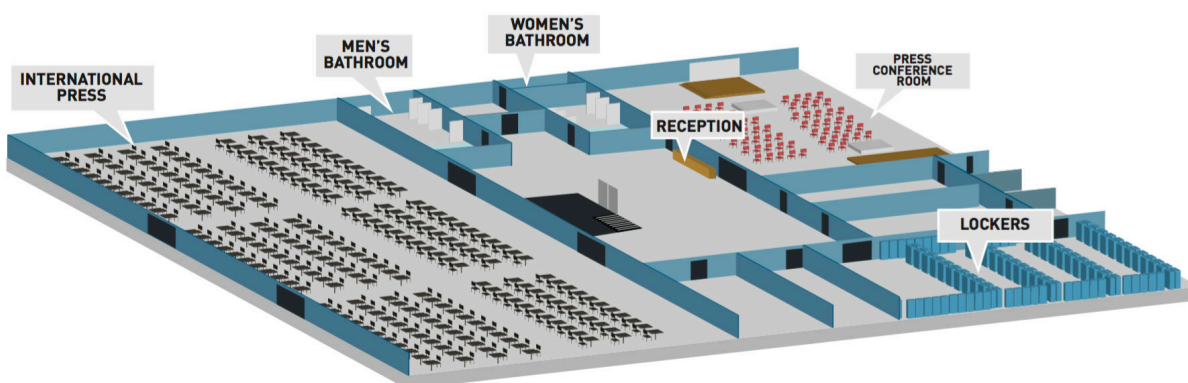 INTERNATIONAL
PRESS
MEN'S
BATHROOM
WOMEN'S
BATHROOM
RECEPTION
PRESS
CONFERENCE
ROOM
LOCKERS